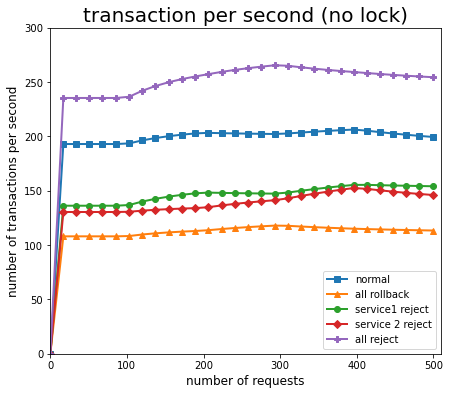 transaction per second (no lock)
number of transactions per second
300
250
200
150
100
50
0
0 100 200 300 400 500
number of requests
normal
all rollback
service1 reject
service 2 reject
all reject